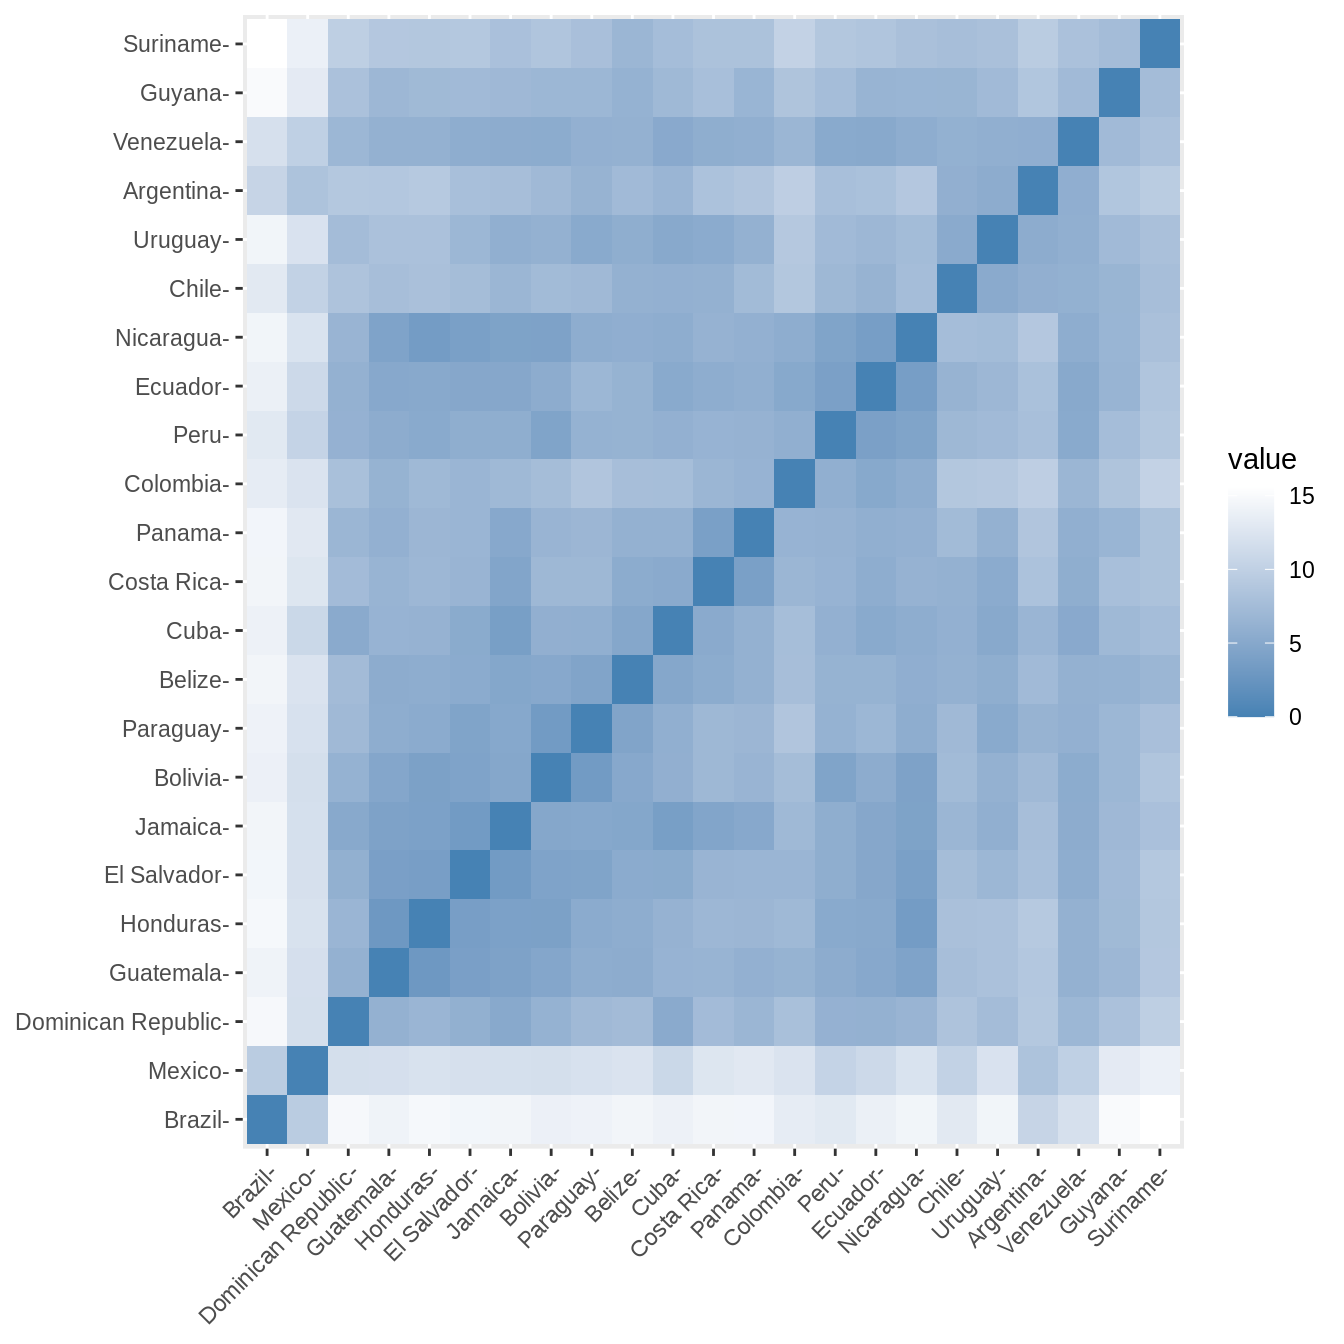 Suriname-
Guyana-
Venezuela-
Argentina-
Uruguay-
Chile-
Nicaragua-
Ecuador-
Peru-
Colombia-
Panama-
Costa Rica-
Cuba-
Belize-
Paraguay-
Bolivia-
Jamaica-
El Salvador-
Honduras-
Guatemala-
Dominican Republic-
Mexico-
Brazil-
Brazil-
Mexico-
Dominican Republic-
Guatemala-
Honduras-
El Salvador-
Jamaica-
Bolivia-
Paraguay-
Belize-
Cuba-
Costa Rica-
Panama-
Colombia-
Peru-
Ecuador-
Nicaragua-
Chile-
Uruguay-
Argentina-
Venezuela-
Guyana-
Suriname-
value
15
10
5
0